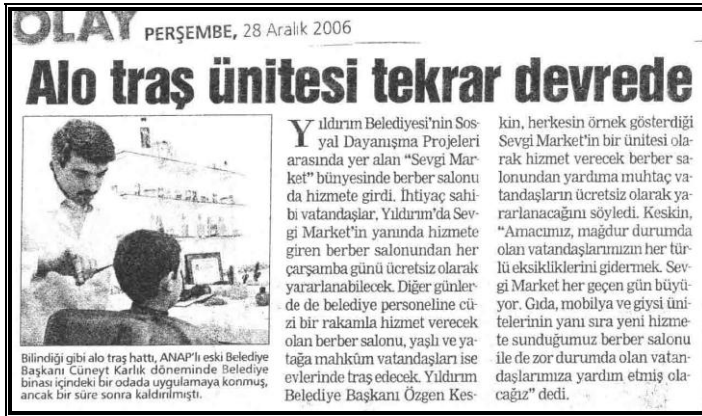 OLAY PERŞEMBE, 28 Aralık 2006
Alo traş ünitesi tekrar devrede
Yıldırım Belediyesi'nin Sos-
yal Dayanışma Projeleri
arasında yer alan “Sevgi Mar-
ket” bünyesinde berber salonu
da hizmete girdi. İhtiyaç sahi-
bi vatandaşlar, Yıldırım'da Sev-
gi Market'in yanında hizmete
giren berber salonundan her
çarşamba günü ücretsiz olarak
yararlanabilecek. Diğer günler-
de de belediye personeline cü-
zi bir rakamla hizmet verecek
olan berber salonu, yaşlı ve ya-
tağa mahkûm vatandaşları ise
evlerinde traş edecek. Yıldırım
Belediye Başkanı Özgen Kes-
kin, herkesin örnek gösterdiği
Sevgi Market'in bir ünitesi ola-
rak hizmet verecek berber sa-
lonundan yardıma muhtaç va-
tandaşların ücretsiz olarak ya-
rarlanacağını söyledi. Keskin,
“Amacımız, mağdur durumda
olan vatandaşlarımızın her tür-
lü eksikliklerini gidermek. Sev-
gi Market her geçen gün büyü-
yor. Gıda, mobilya ve giysi üni-
telerinin yanı sıra yeni hizme-
te sunduğumuz berber salonu
ile de zor durumda olan vatan-
daşlarımıza yardım etmiş ola-
cağız” dedi.
Bilindiği gibi alo traş hattı, ANAP'lı eski Belediye
Başkanı Cüneyt Karlık döneminde Belediye
binası içindeki bir odada uygulamaya konmuş,
ancak bir süre sonra kaldırılmıştı.